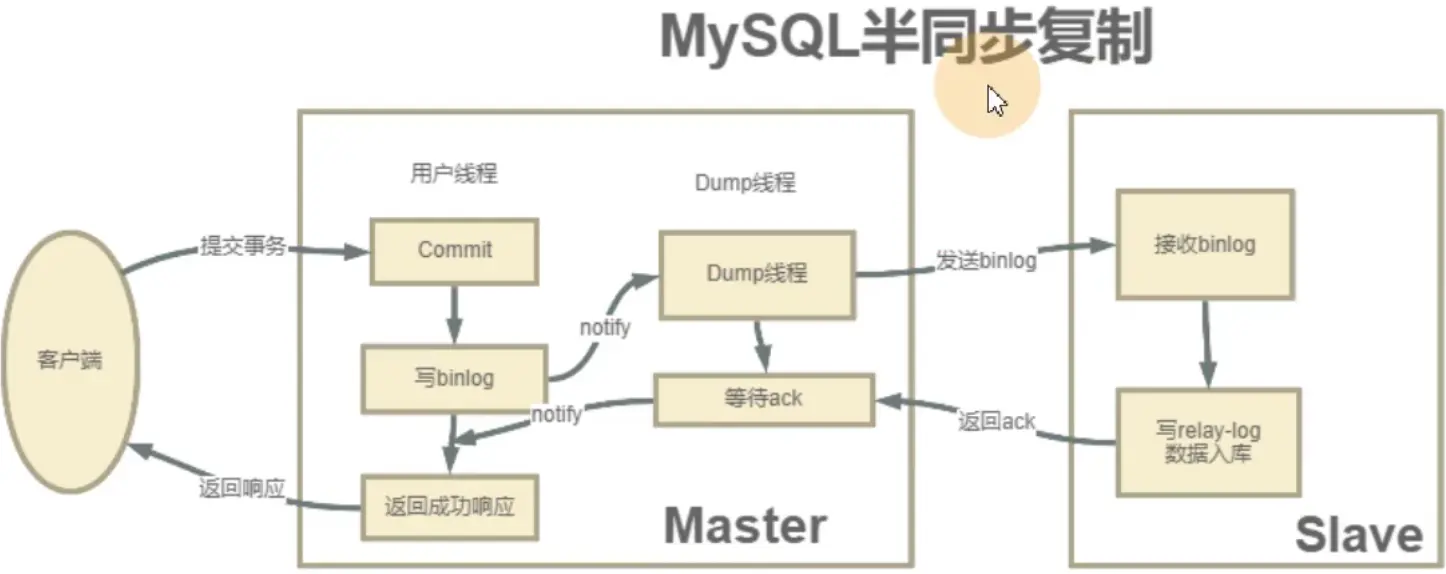 MySQL半同步复制
用户线程
Dump线程
提交事务
Commit
Dump线程
发送binlog
接收binlog
notify
客户端
写binlog
等待ack
notify
返回ack
写relay-log
数据入库
返回响应
返回成功响应
Master
Slave